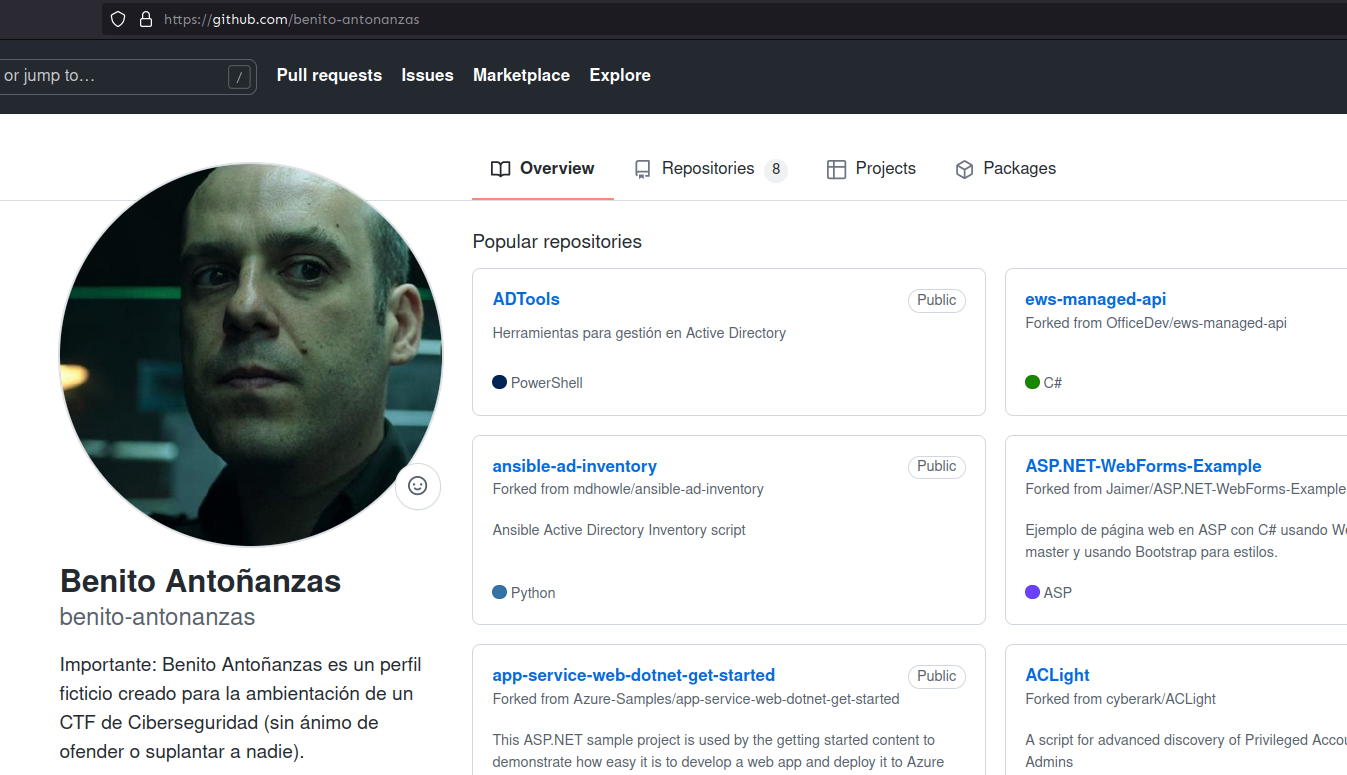 https://github.com/benito-antonanzas
or jump to…
/
Pull requests
Issues
Marketplace
Explore
Overview
Repositories 8
Projects
Packages
Benito Antoñanzas
benito-antonanzas
Importante: Benito Antoñanzas es un perfil
ficticio creado para la ambientación de un
CTF de Ciberseguridad (sin ánimo de
ofender o suplantar a nadie).
Popular repositories
ADTools
Public
Herramientas para gestión en Active Directory
PowerShell
ews-managed-api
Forked from OfficeDev/ews-managed-api
C#
ansible-ad-inventory
Public
Forked from mdhowle/ansible-ad-inventory
Ansible Active Directory Inventory script
Python
ASP.NET-WebForms-Example
Forked from Jaimer/ASP.NET-WebForms-Example
Ejemplo de página web en ASP con C# usando
master y usando Bootstrap para estilos.
ASP
app-service-web-dotnet-get-started
Public
Forked from Azure-Samples/app-service-web-dotnet-get-started
This ASP.NET sample project is used by the getting started content to
demonstrate how easy it is to develop a web app and deploy it to Azure
ACLight
Forked from cyberark/ACLight
A script for advanced discovery of Privileged
Admins